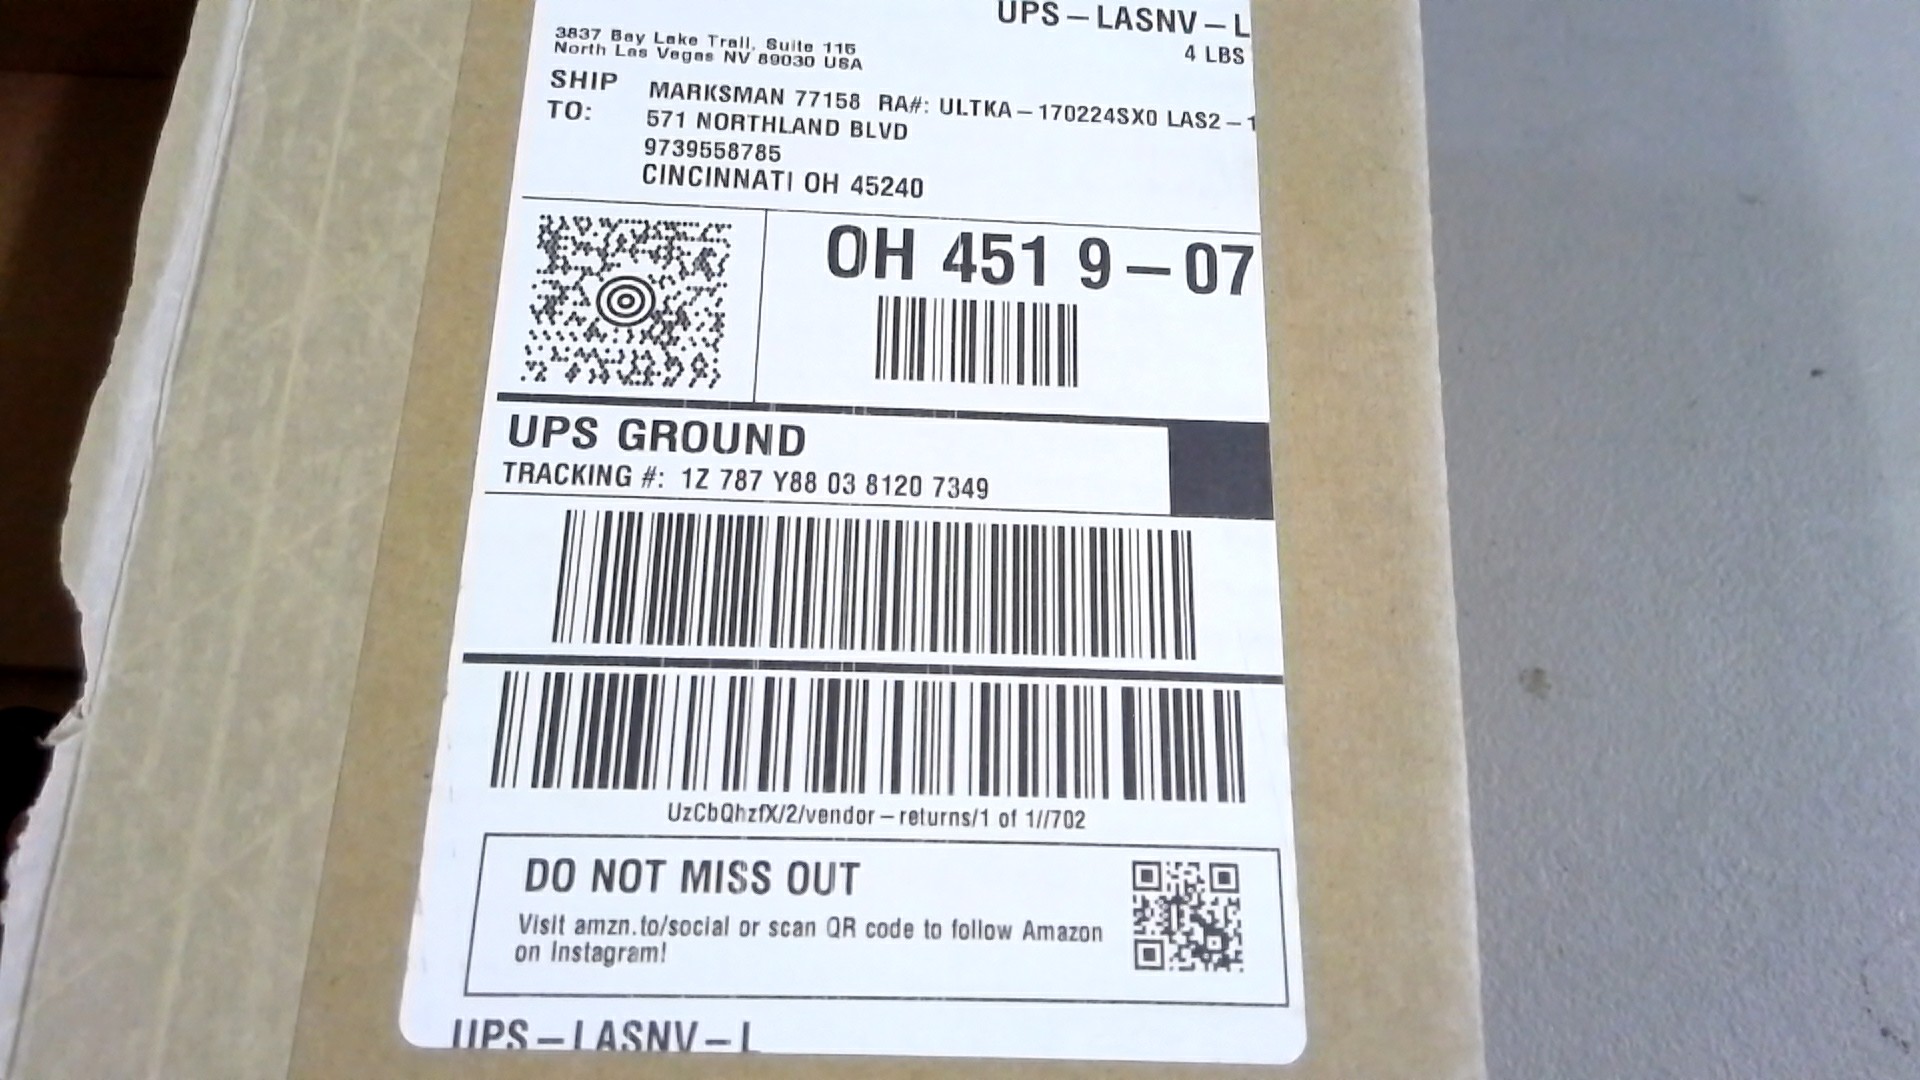 UPS-LASNV-L
3837 Bay Lake Trail, Suite 115
4 LBS
North Las Vegas NV 89030 USA
SHIP TO:
MARKSMAN 77158 RA#: ULTKA-170224SX0 LAS2-1
571 NORTHLAND BLVD
9739558785
CINCINNATI OH 45240
OH 451 9-07
UPS GROUND
TRACKING #: 1Z 787 Y88 03 8120 7349
UzCbQhzfX/2/vendor-returns/1 of 1//702
DO NOT MISS OUT
Visit amzn.to/social or scan QR code to follow Amazon
on Instagram!
UPS-LASNV-L